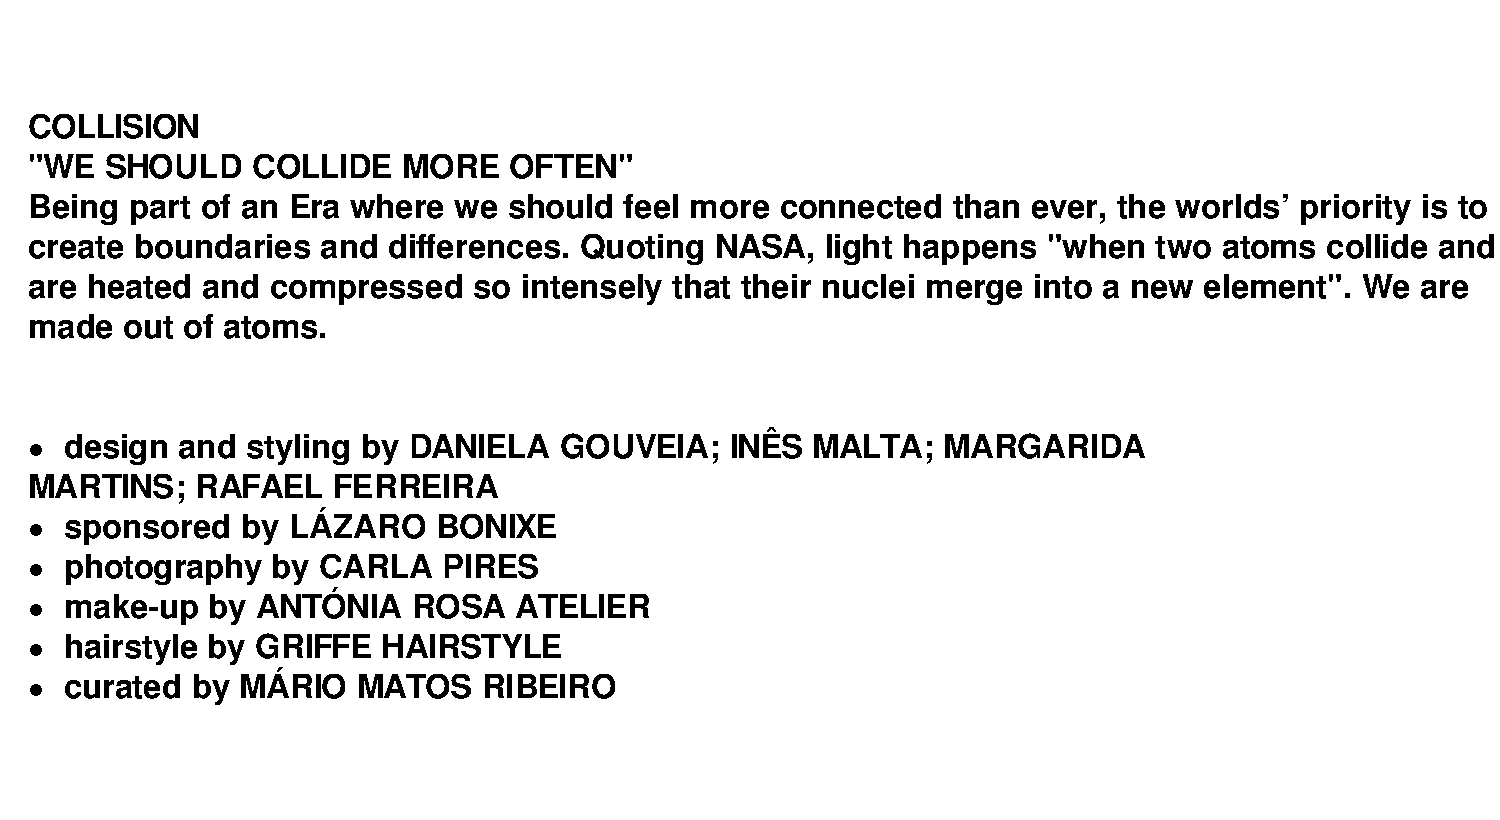 COLLISION
"WE SHOULD COLLIDE MORE OFTEN"
Being part of an Era where we should feel more connected than ever, the worlds’ priority is to
create boundaries and differences. Quoting NASA, light happens "when two atoms collide and
are heated and compressed so intensely that their nuclei merge into a new element". We are
made out of atoms.
• design and styling by DANIELA GOUVEIA; INÊS MALTA; MARGARIDA
MARTINS; RAFAEL FERREIRA
• sponsored by LÁZARO BONIXE
• photography by CARLA PIRES
• make-up by ANTÓNIA ROSA ATELIER
• hairstyle by GRIFFE HAIRSTYLE
• curated by MÁRIO MATOS RIBEIRO